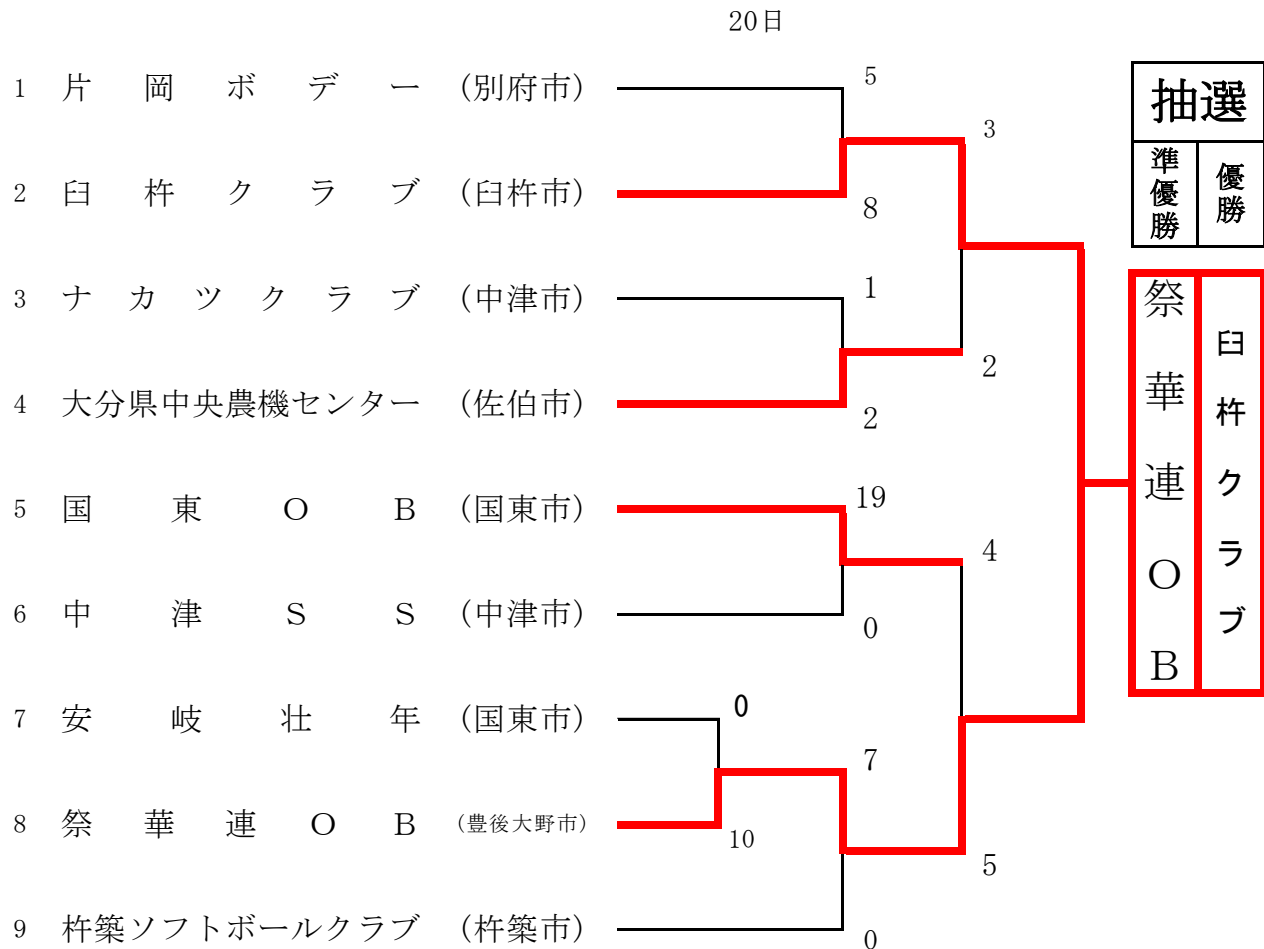 20日
1 片岡ボデー (別府市)
5
3
2 臼杵クラブ (臼杵市)
8
3 ナカツクラブ (中津市)
1
2
4 大分県中央農機センター (佐伯市)
2
5 国東OB (国東市)
19
4
6 中津SS (中津市)
0
7 安岐壮年 (国東市)
0
7
8 祭華連OB (豊後大野市)
10
5
9 杵築ソフトボールクラブ (杵築市)
0
抽選
準優勝 優勝
祭華連OB
臼杵クラブ